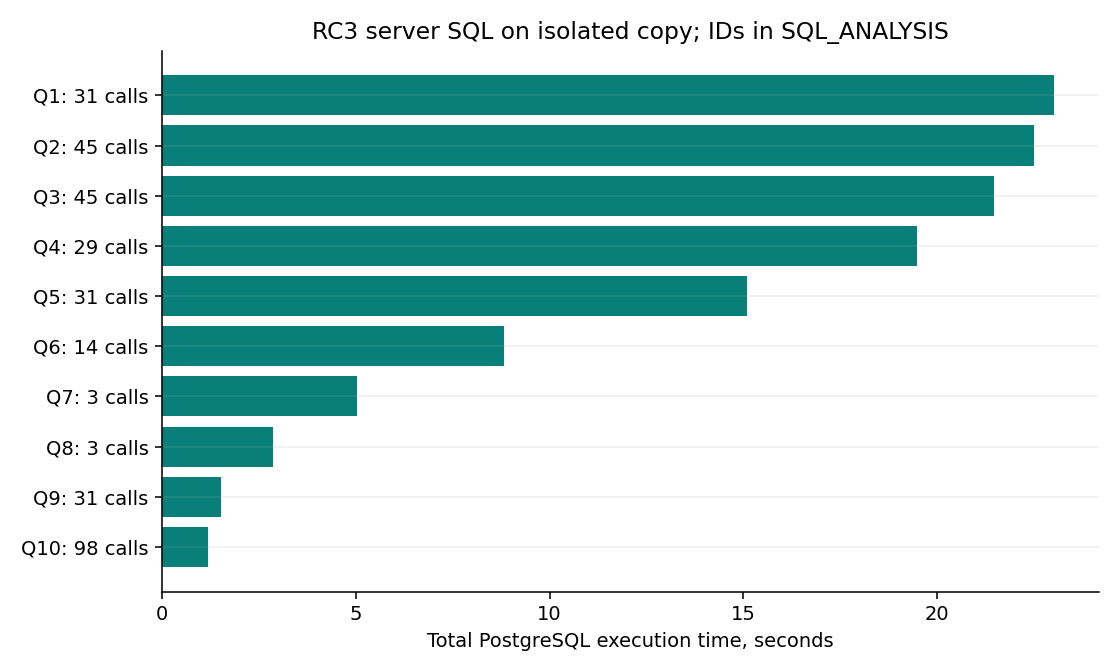 RC3 server SQL on isolated copy; IDs in SQL_ANALYSIS
Q1: 31 calls
Q2: 45 calls
Q3: 45 calls
Q4: 29 calls
Q5: 31 calls
Q6: 14 calls
Q7: 3 calls
Q8: 3 calls
Q9: 31 calls
Q10: 98 calls
0 5 10 15 20
Total PostgreSQL execution time, seconds